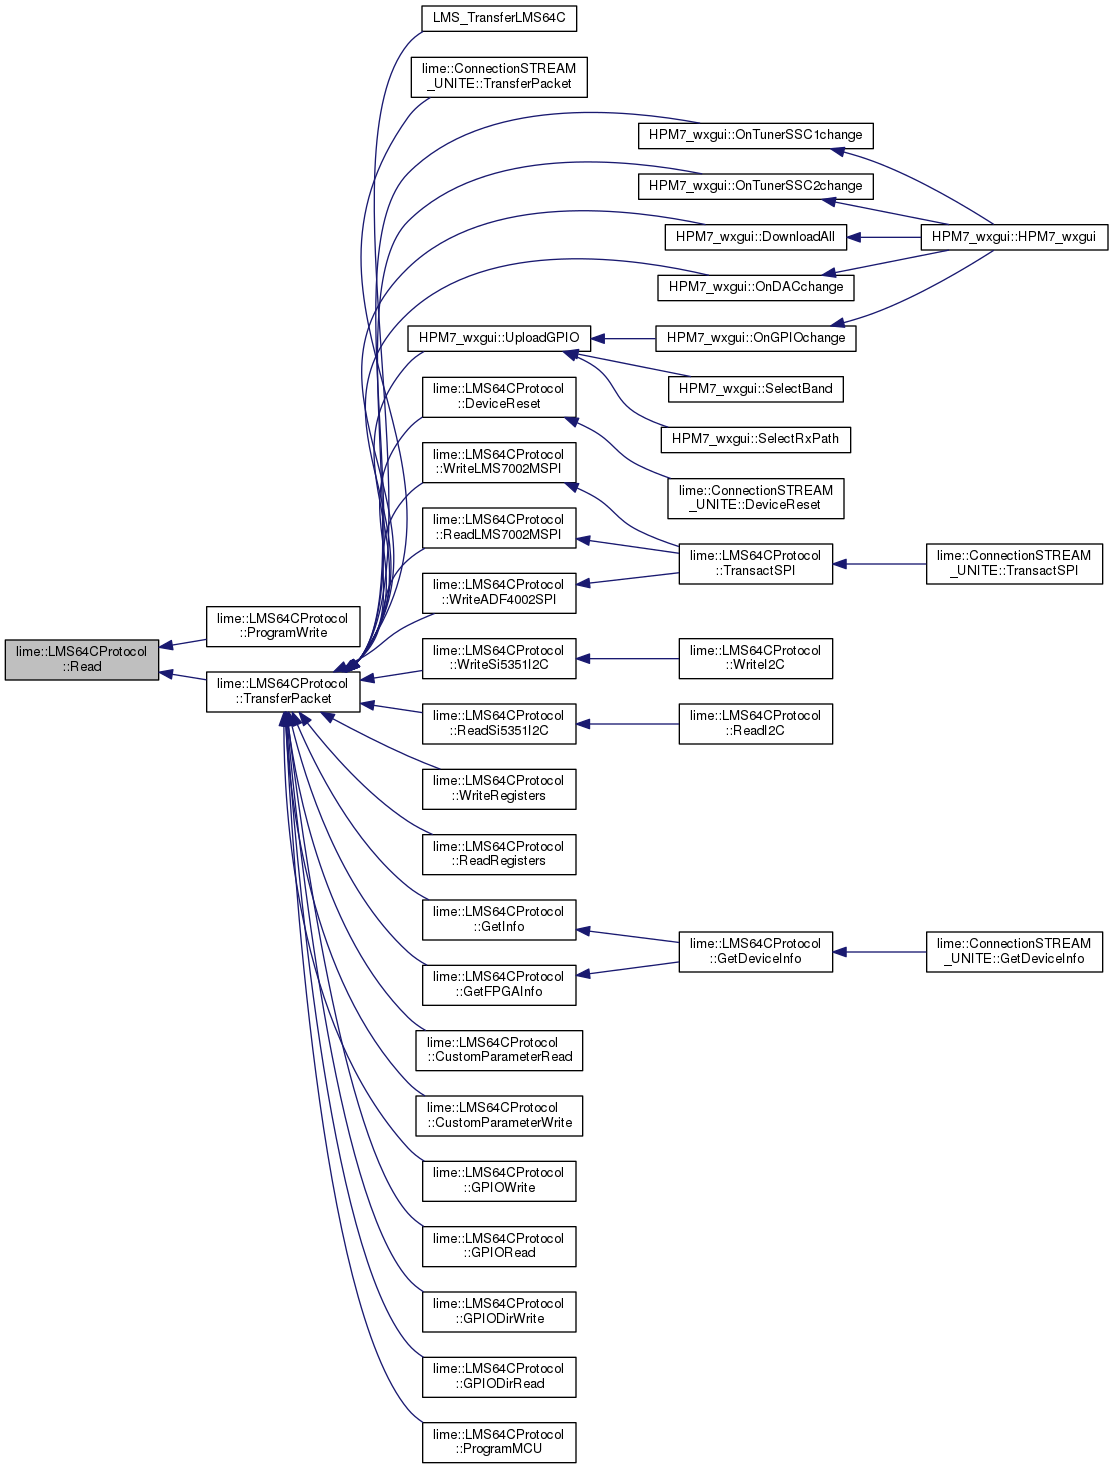 LMS_TransferLMS64C
lime::ConnectionSTREAM
_UNITE::TransferPacket
HPM7_wxgui::OnTunerSSC1change
HPM7_wxgui::OnTunerSSC2change
HPM7_wxgui::DownloadAll
HPM7_wxgui::HPM7_wxgui
HPM7_wxgui::OnDACchange
HPM7_wxgui::UploadGPIO
HPM7_wxgui::OnGPIOchange
HPM7_wxgui::SelectBand
lime::LMS64CProtocol
::DeviceReset
HPM7_wxgui::SelectRxPath
lime::LMS64CProtocol
::WriteLMS7002MSPI
lime::ConnectionSTREAM
_UNITE::DeviceReset
lime::LMS64CProtocol
::ReadLMS7002MSPI
lime::LMS64CProtocol
::TransactSPI
lime::ConnectionSTREAM
_UNITE::TransactSPI
lime::LMS64CProtocol
::WriteADF4002SPI
lime::LMS64CProtocol
::ProgramWrite
lime::LMS64CProtocol
::Read
lime::LMS64CProtocol
::WriteSi5351I2C
lime::LMS64CProtocol
::WriteI2C
lime::LMS64CProtocol
::TransferPacket
lime::LMS64CProtocol
::ReadSi5351I2C
lime::LMS64CProtocol
::ReadI2C
lime::LMS64CProtocol
::WriteRegisters
lime::LMS64CProtocol
::ReadRegisters
lime::LMS64CProtocol
::GetInfo
lime::LMS64CProtocol
::GetDeviceInfo
lime::ConnectionSTREAM
_UNITE::GetDeviceInfo
lime::LMS64CProtocol
::GetFPGAInfo
lime::LMS64CProtocol
::CustomParameterRead
lime::LMS64CProtocol
::CustomParameterWrite
lime::LMS64CProtocol
::GPIOWrite
lime::LMS64CProtocol
::GPIORead
lime::LMS64CProtocol
::GPIODirWrite
lime::LMS64CProtocol
::GPIODirRead
lime::LMS64CProtocol
::ProgramMCU